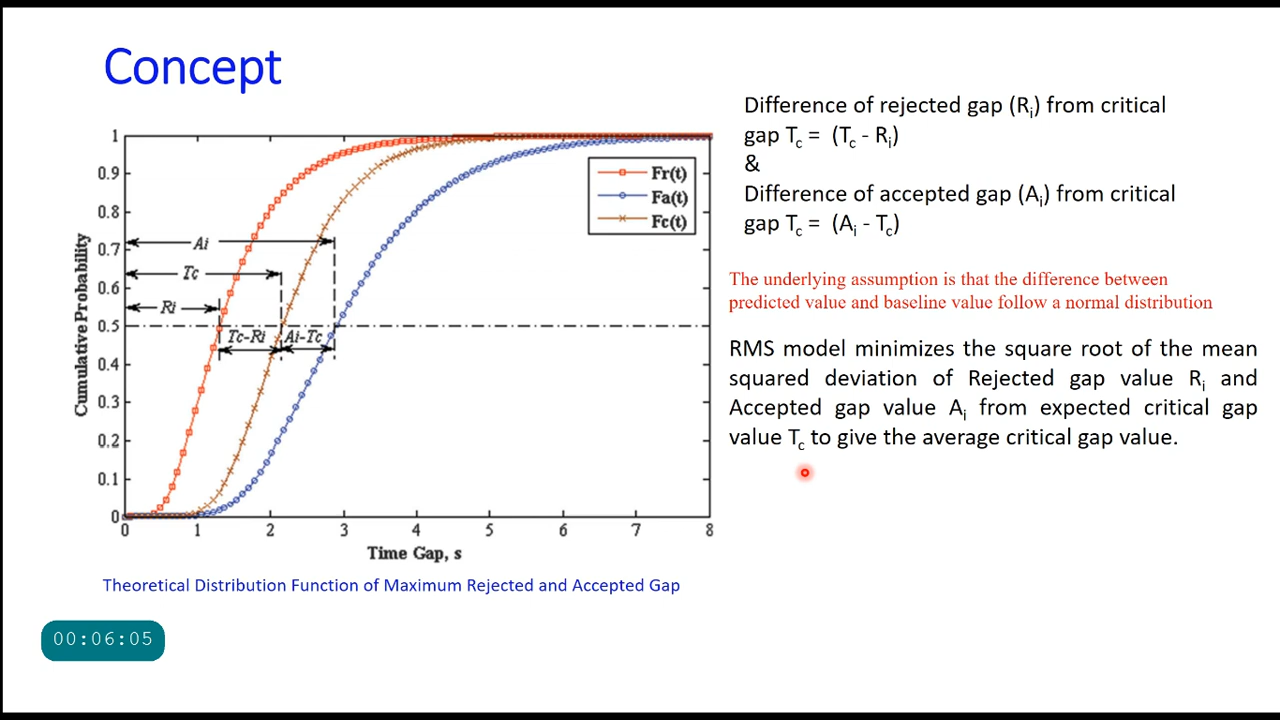 Concept
Difference of rejected gap (Ri) from critical
gap Tc = (Tc - Ri)
&
Difference of accepted gap (Ai) from critical
gap Tc = (Ai - Tc)
The underlying assumption is that the difference between
predicted value and baseline value follow a normal distribution
RMS model minimizes the square root of the mean
squared deviation of Rejected gap value Ri and
Accepted gap value Ai from expected critical gap
value Tc to give the average critical gap value.
Cumulative Probability
1
0.9
0.8
0.7
0.6
0.5
0.4
0.3
0.2
0.1
0
Fr(t)
Fa(t)
Fc(t)
Ai
Tc
Ri
Tc-Ri
Ai-Tc
0 1 2 3 4 5 6 7 8
Time Gap, s
Theoretical Distribution Function of Maximum Rejected and Accepted Gap
00:06:05